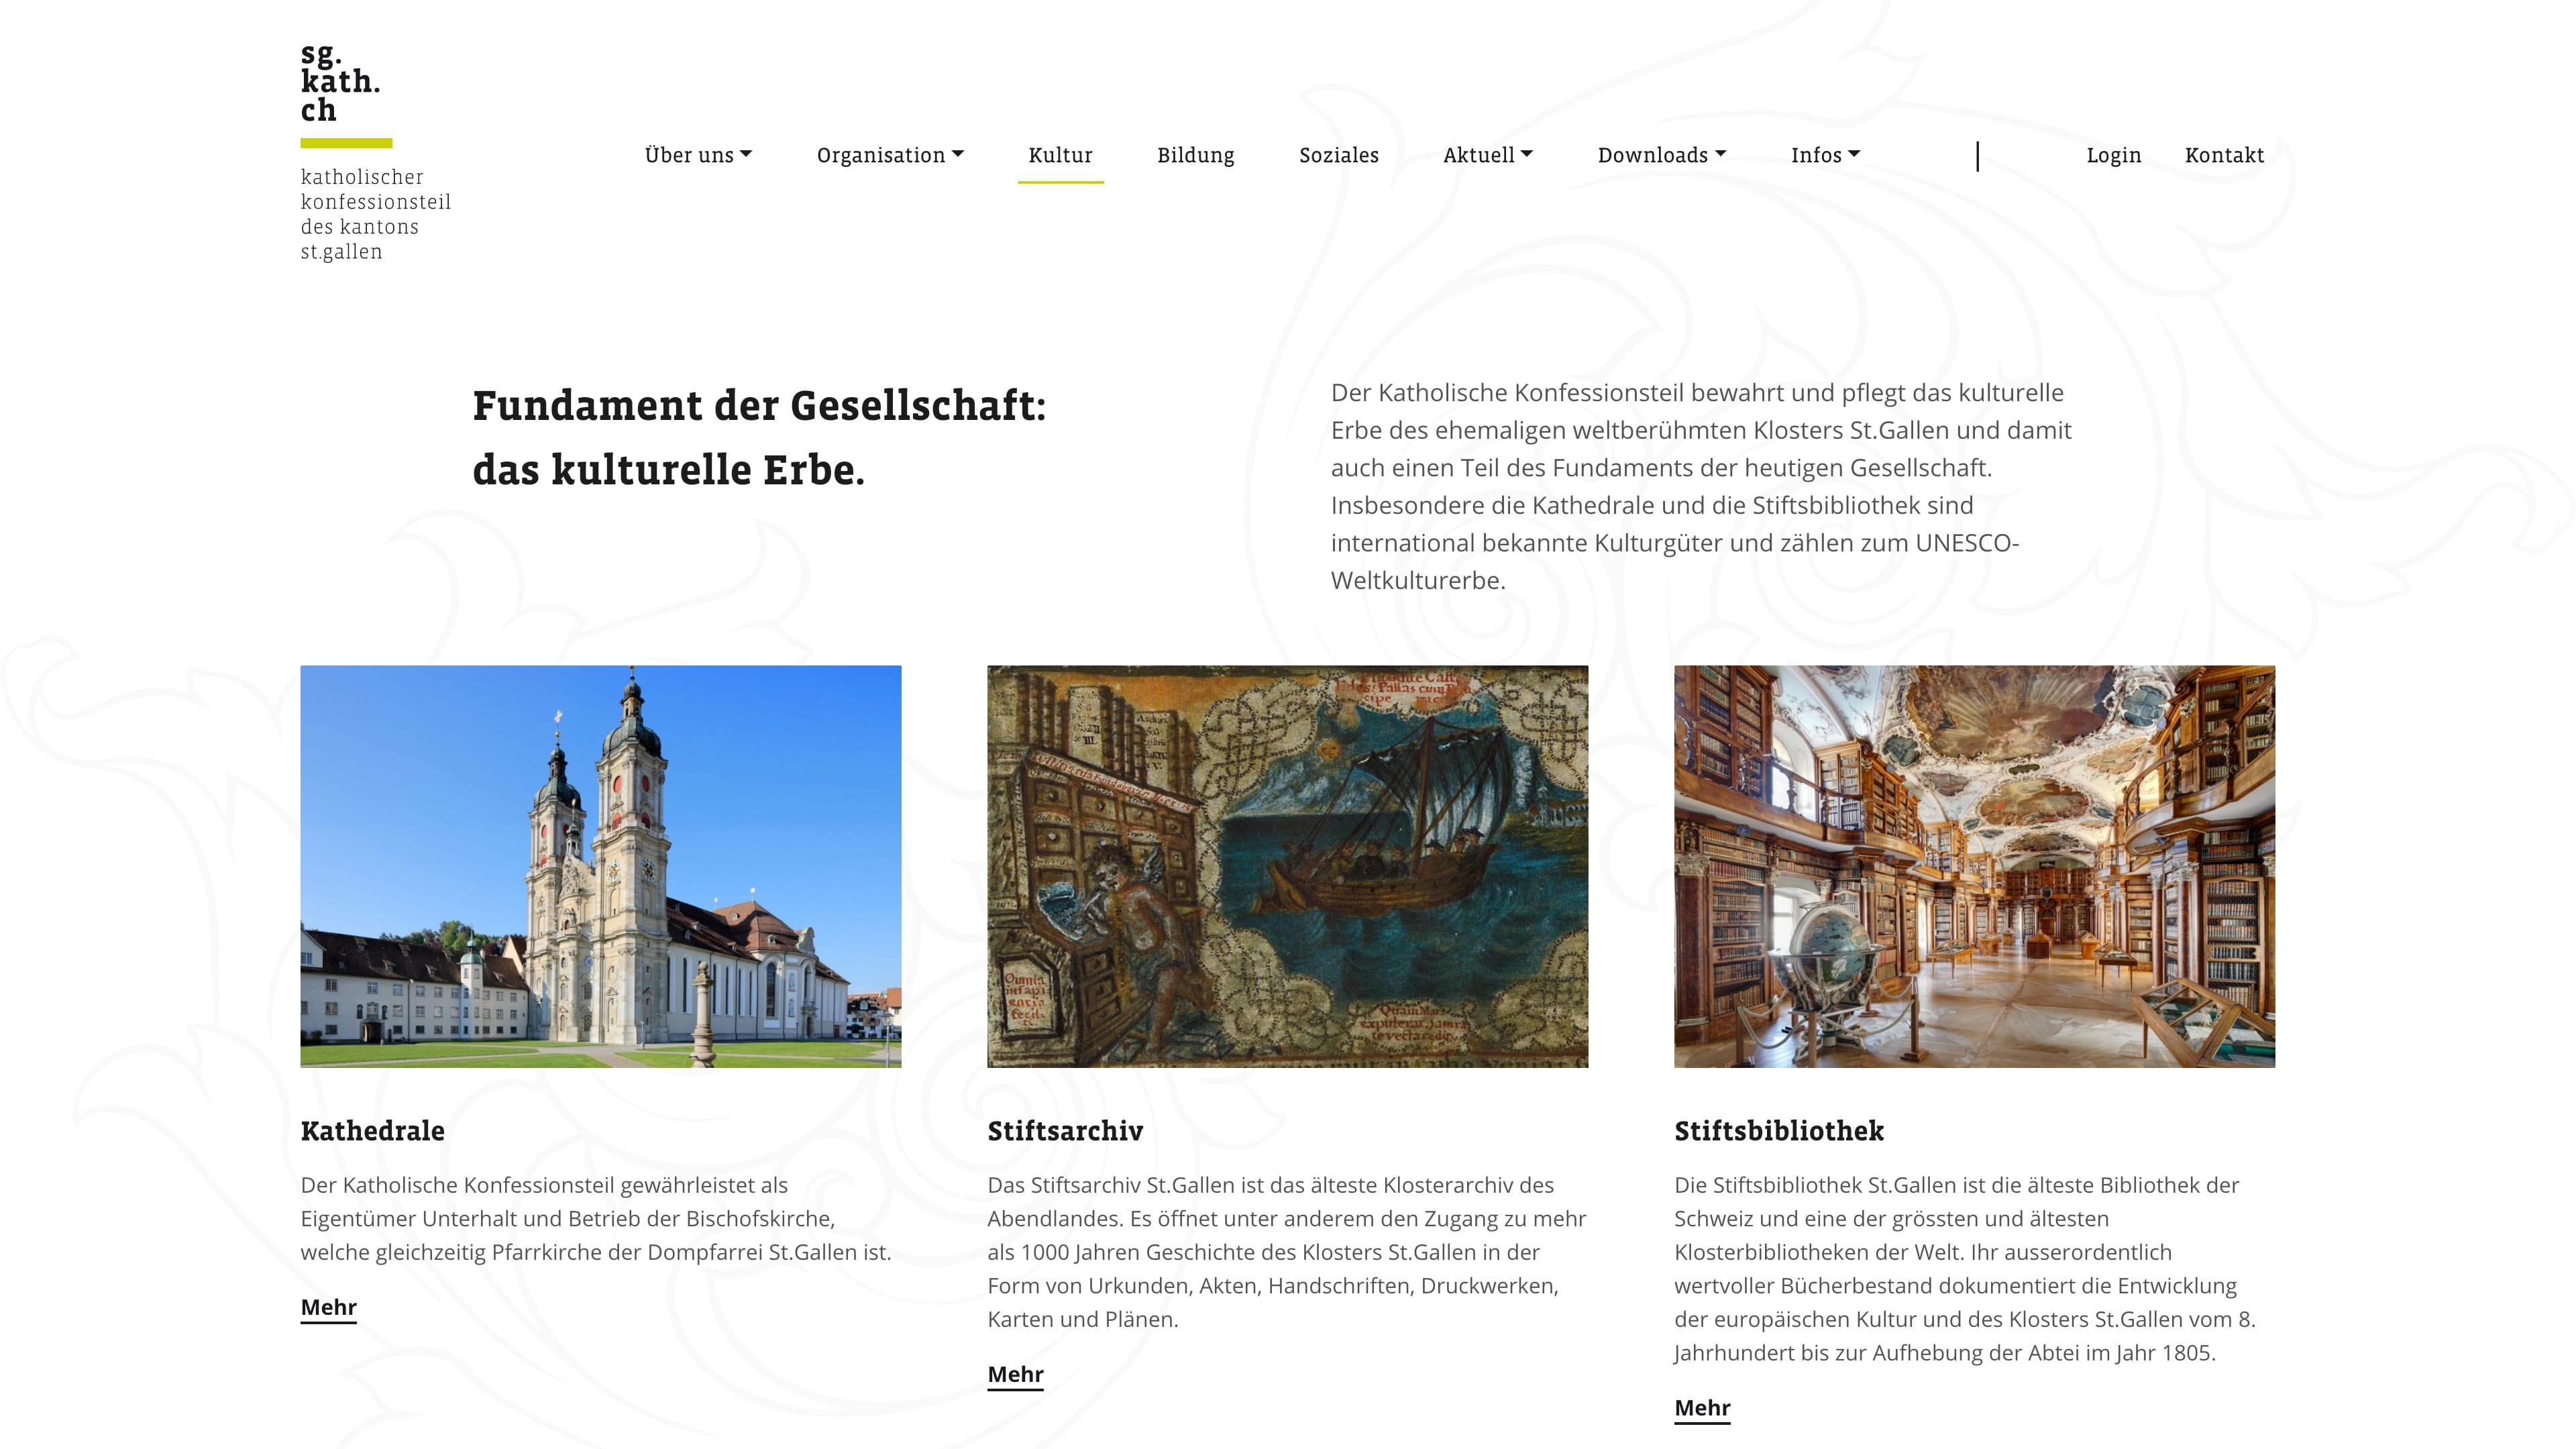 sg.
kath.
ch
katholischer
konfessionsteil
des kantons
st.gallen
Über uns
Organisation
Kultur
Bildung
Soziales
Aktuell
Downloads
Infos
Login
Kontakt
Fundament der Gesellschaft:
das kulturelle Erbe.
Der Katholische Konfessionsteil bewahrt und pflegt das kulturelle
Erbe des ehemaligen weltberühmten Klosters St.Gallen und damit
auch einen Teil des Fundaments der heutigen Gesellschaft.
Insbesondere die Kathedrale und die Stiftsbibliothek sind
international bekannte Kulturgüter und zählen zum UNESCO-
Weltkulturerbe.
Omnia
Kathedrale
Der Katholische Konfessionsteil gewährleistet als
Eigentümer Unterhalt und Betrieb der Bischofskirche,
welche gleichzeitig Pfarrkirche der Dompfarrei St.Gallen ist.
Mehr
Stiftsarchiv
Das Stiftsarchiv St.Gallen ist das älteste Klosterarchiv des
Abendlandes. Es öffnet unter anderem den Zugang zu mehr
als 1000 Jahren Geschichte des Klosters St.Gallen in der
Form von Urkunden, Akten, Handschriften, Druckwerken,
Karten und Plänen.
Mehr
Stiftsbibliothek
Die Stiftsbibliothek St.Gallen ist die älteste Bibliothek der
Schweiz und eine der grössten und ältesten
Klosterbibliotheken der Welt. Ihr ausserordentlich
wertvoller Bücherbestand dokumentiert die Entwicklung
der europäischen Kultur und des Klosters St.Gallen vom 8.
Jahrhundert bis zur Aufhebung der Abtei im Jahr 1805.
Mehr